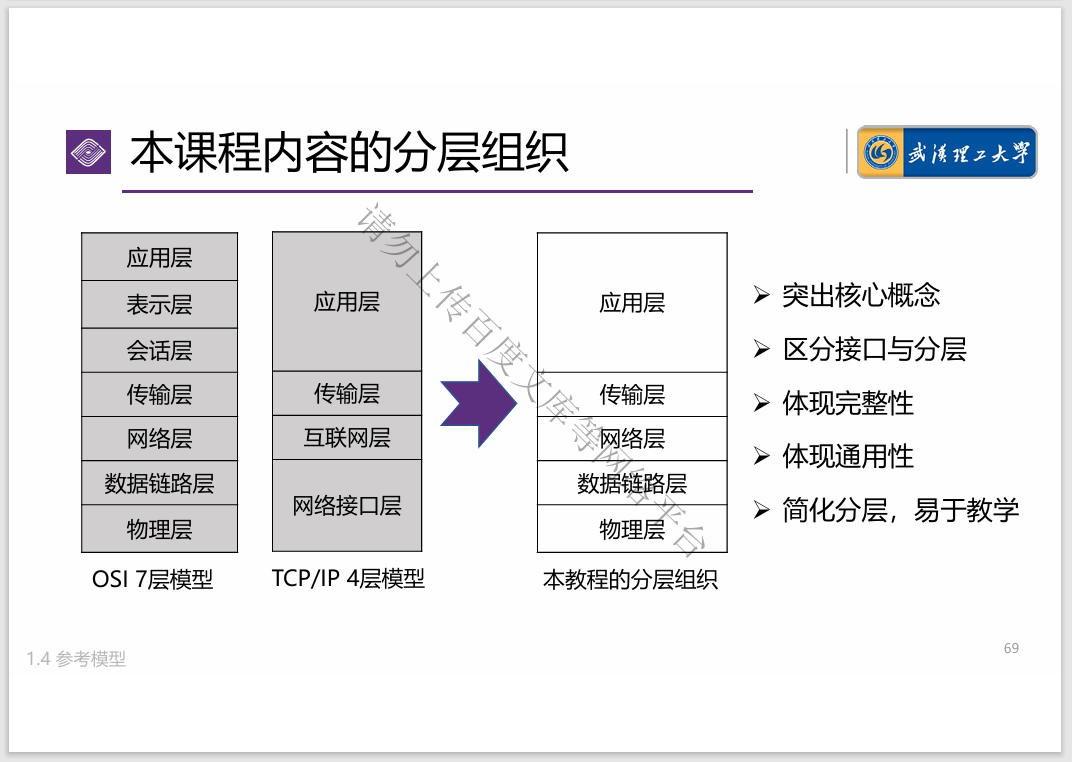 本课程内容的分层组织
武汉理工大学
应用层
表示层
会话层
传输层
网络层
数据链路层
物理层
OSI 7层模型
应用层
传输层
互联网层
网络接口层
TCP/IP 4层模型
应用层
传输层
网络层
数据链路层
物理层
本教程的分层组织
突出核心概念
区分接口与分层
体现完整性
体现通用性
简化分层，易于教学
请勿上传百度文库等网络平台
1.4 参考模型
69